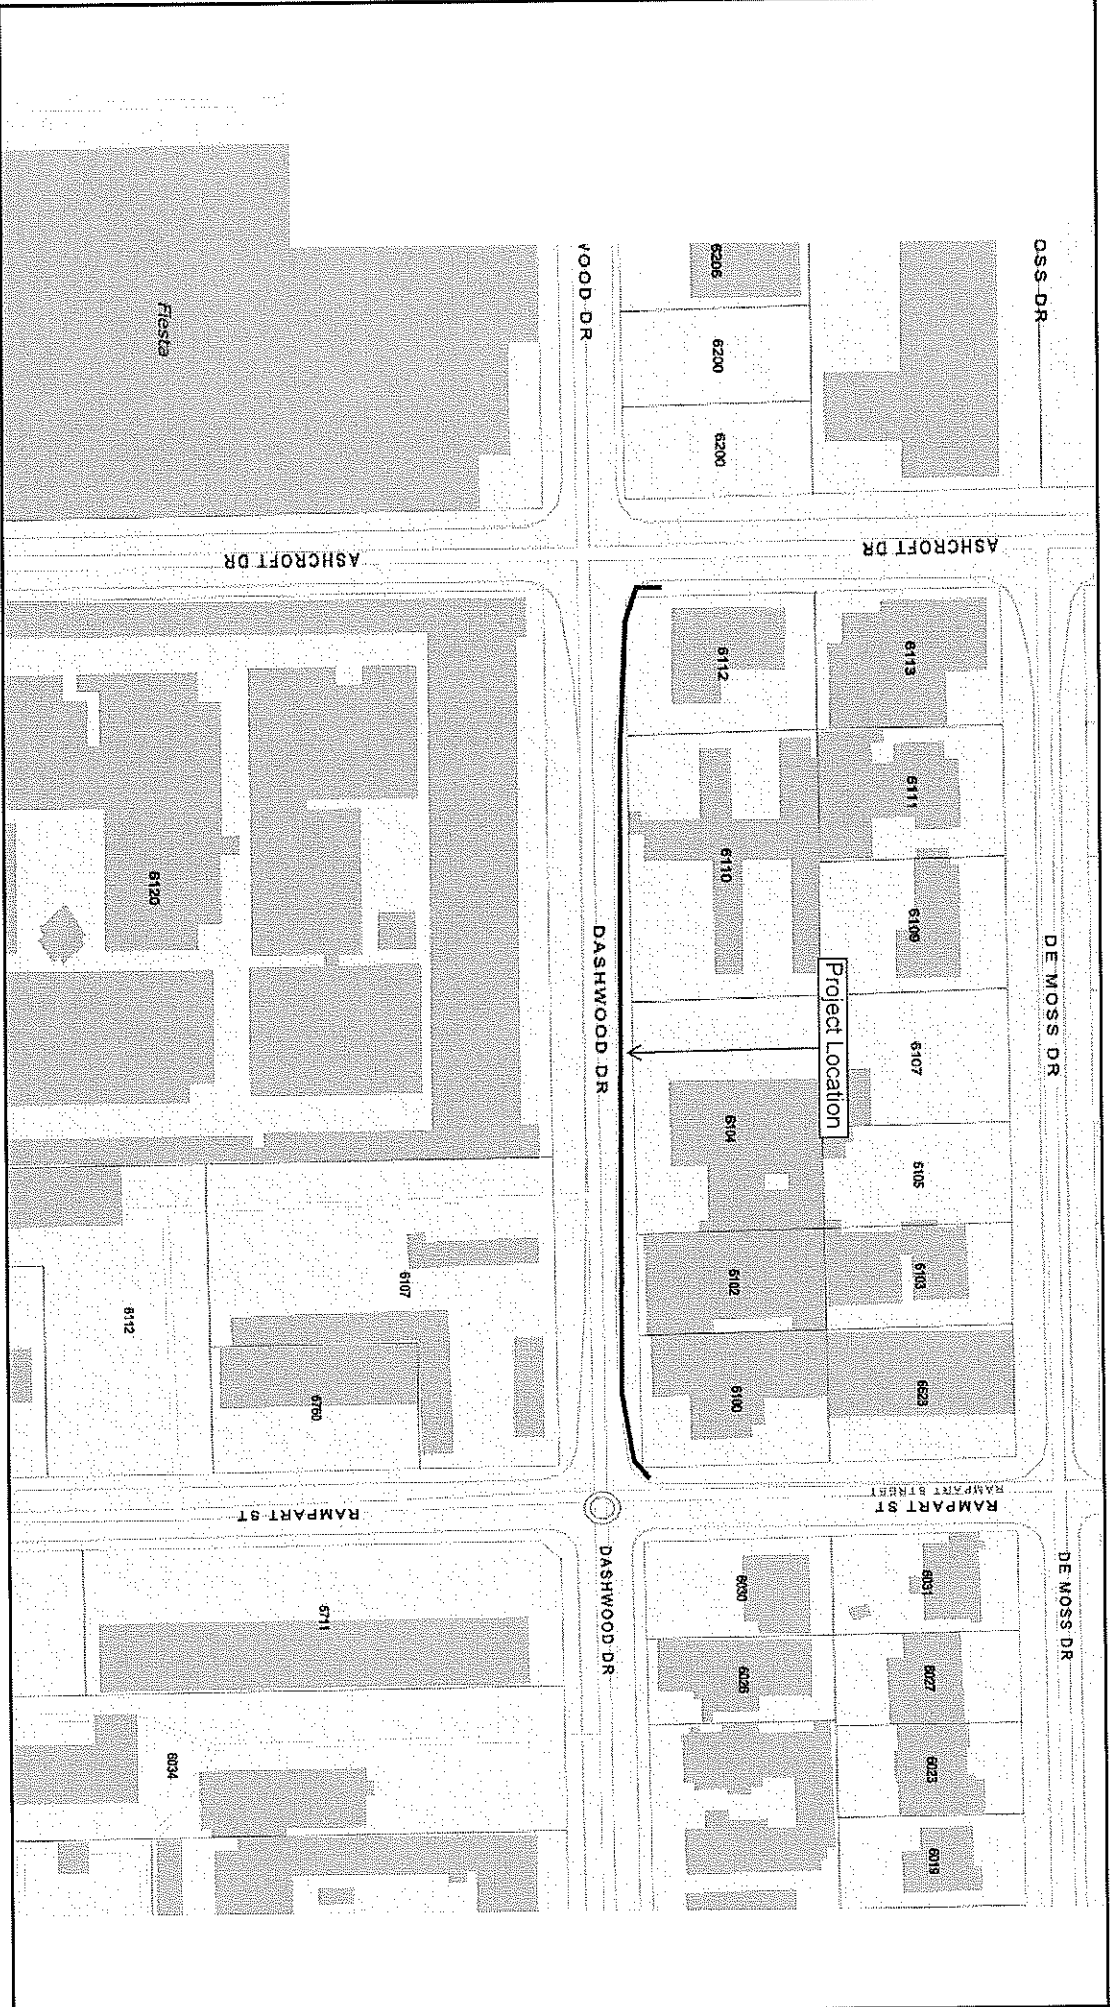 OSS DR
DE MOSS DR
DE MOSS DR
ASHCROFT DR
6113
6111
6109
6107
6105
6103
6623
RAMPART STREET
RAMPART ST
6031
6027
6023
6019
Project Location
6206
6200
6200
6112
6110
6104
6102
6100
6030
6026
WOOD DR
DASHWOOD DR
DASHWOOD DR
6107
6760
6711
ASHCROFT DR
RAMPART ST
Fiesta
6120
6112
6034